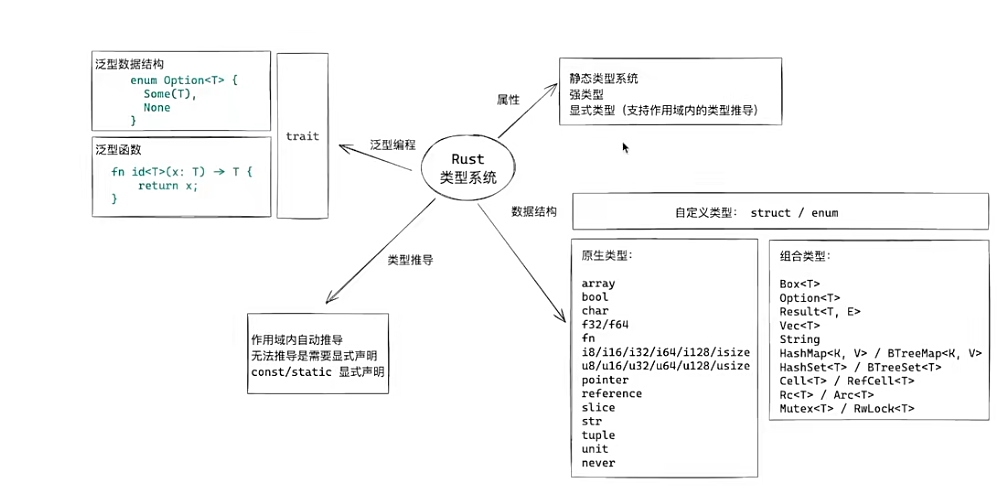 泛型数据结构
enum Option<T> {
Some(T),
None
}
泛型函数
fn id<T>(x: T) → T {
return x;
}
trait
泛型编程
Rust
类型系统
属性
静态类型系统
强类型
显式类型（支持作用域内的类型推导）
类型推导
作用域内自动推导
无法推导是需要显式声明
const/static 显式声明
数据结构
自定义类型： struct / enum
原生类型：
array
bool
char
f32/f64
fn
i8/i16/i32/i64/i128/isize
u8/u16/u32/u64/u128/usize
pointer
reference
slice
str
tuple
unit
never
组合类型：
Box<T>
Option<T>
Result<T, E>
Vec<T>
String
HashMap<K, V> / BTreeMap<K, V>
HashSet<T> / BTreeSet<T>
Cell<T> / RefCell<T>
Rc<T> / Arc<T>
Mutex<T> / RwLock<T>